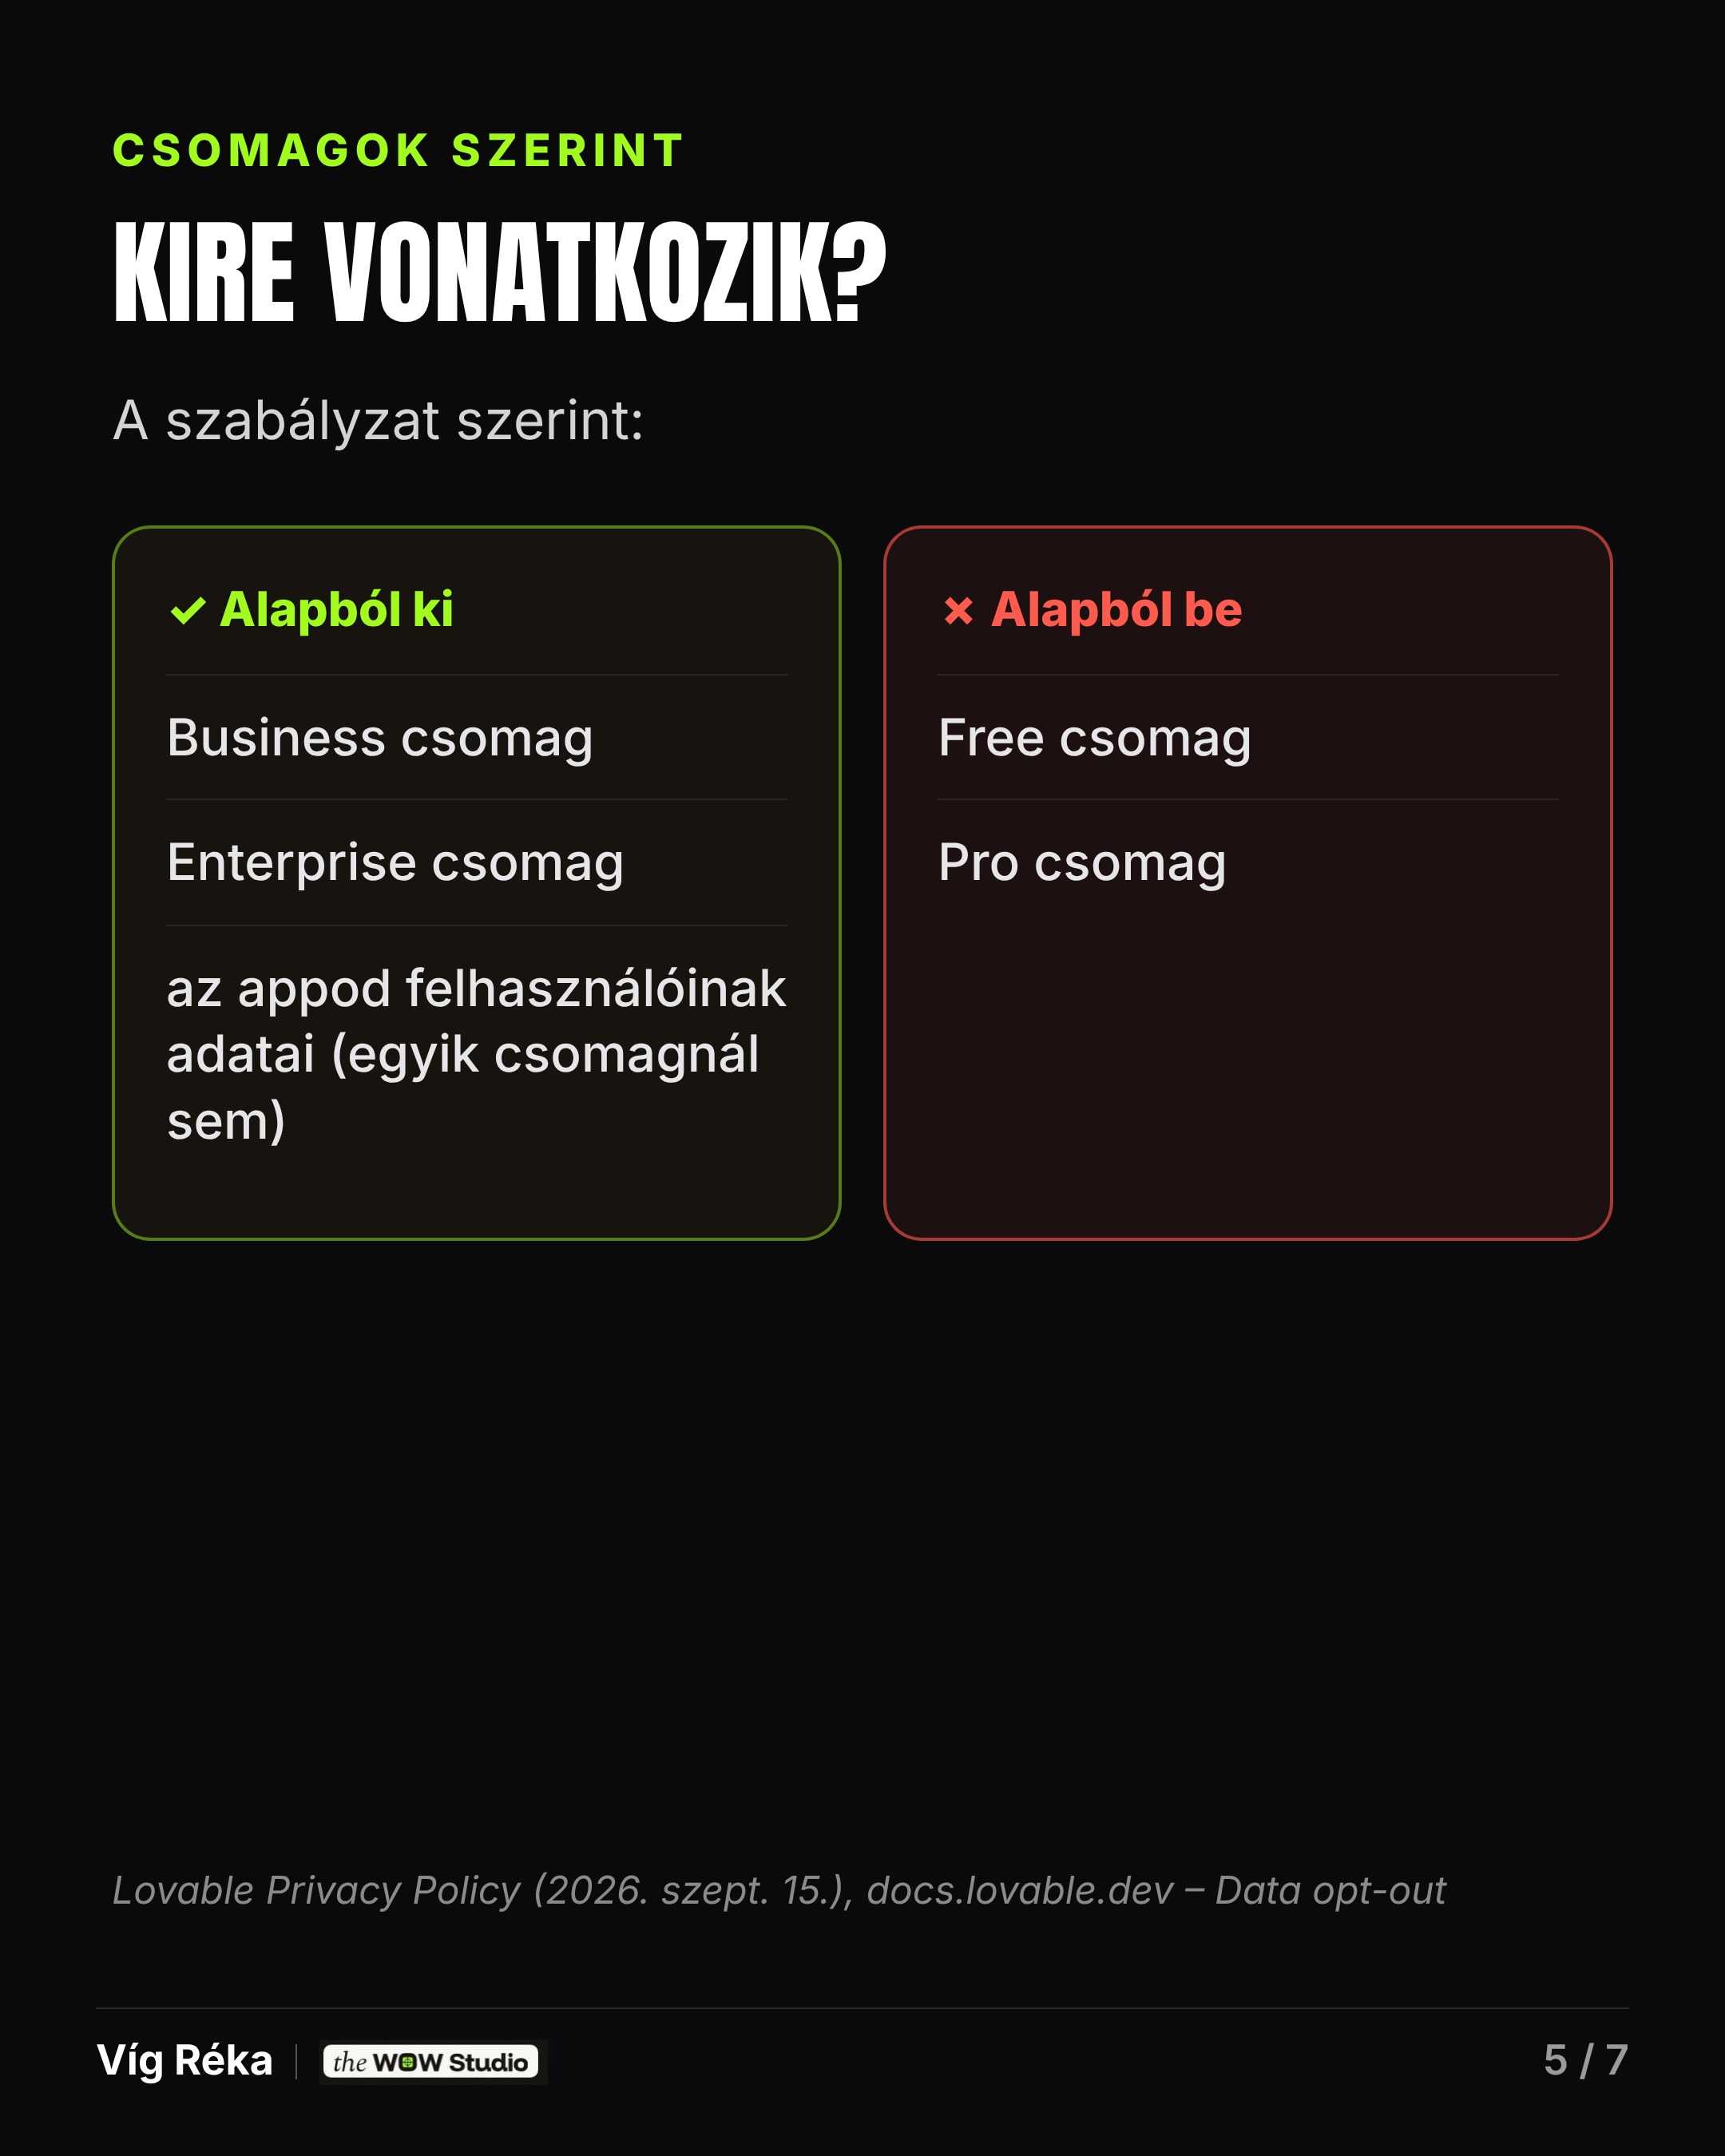 CSOMAGOK SZERINT
KIRE VONATKOZIK?
A szabályzat szerint:
✓ Alapból ki
Business csomag
Enterprise csomag
az appod felhasználóinak
adatai (egyik csomagnál
sem)
✕ Alapból be
Free csomag
Pro csomag
Lovable Privacy Policy (2026. szept. 15.), docs.lovable.dev – Data opt-out
Víg Réka | the WOW Studio
5 / 7